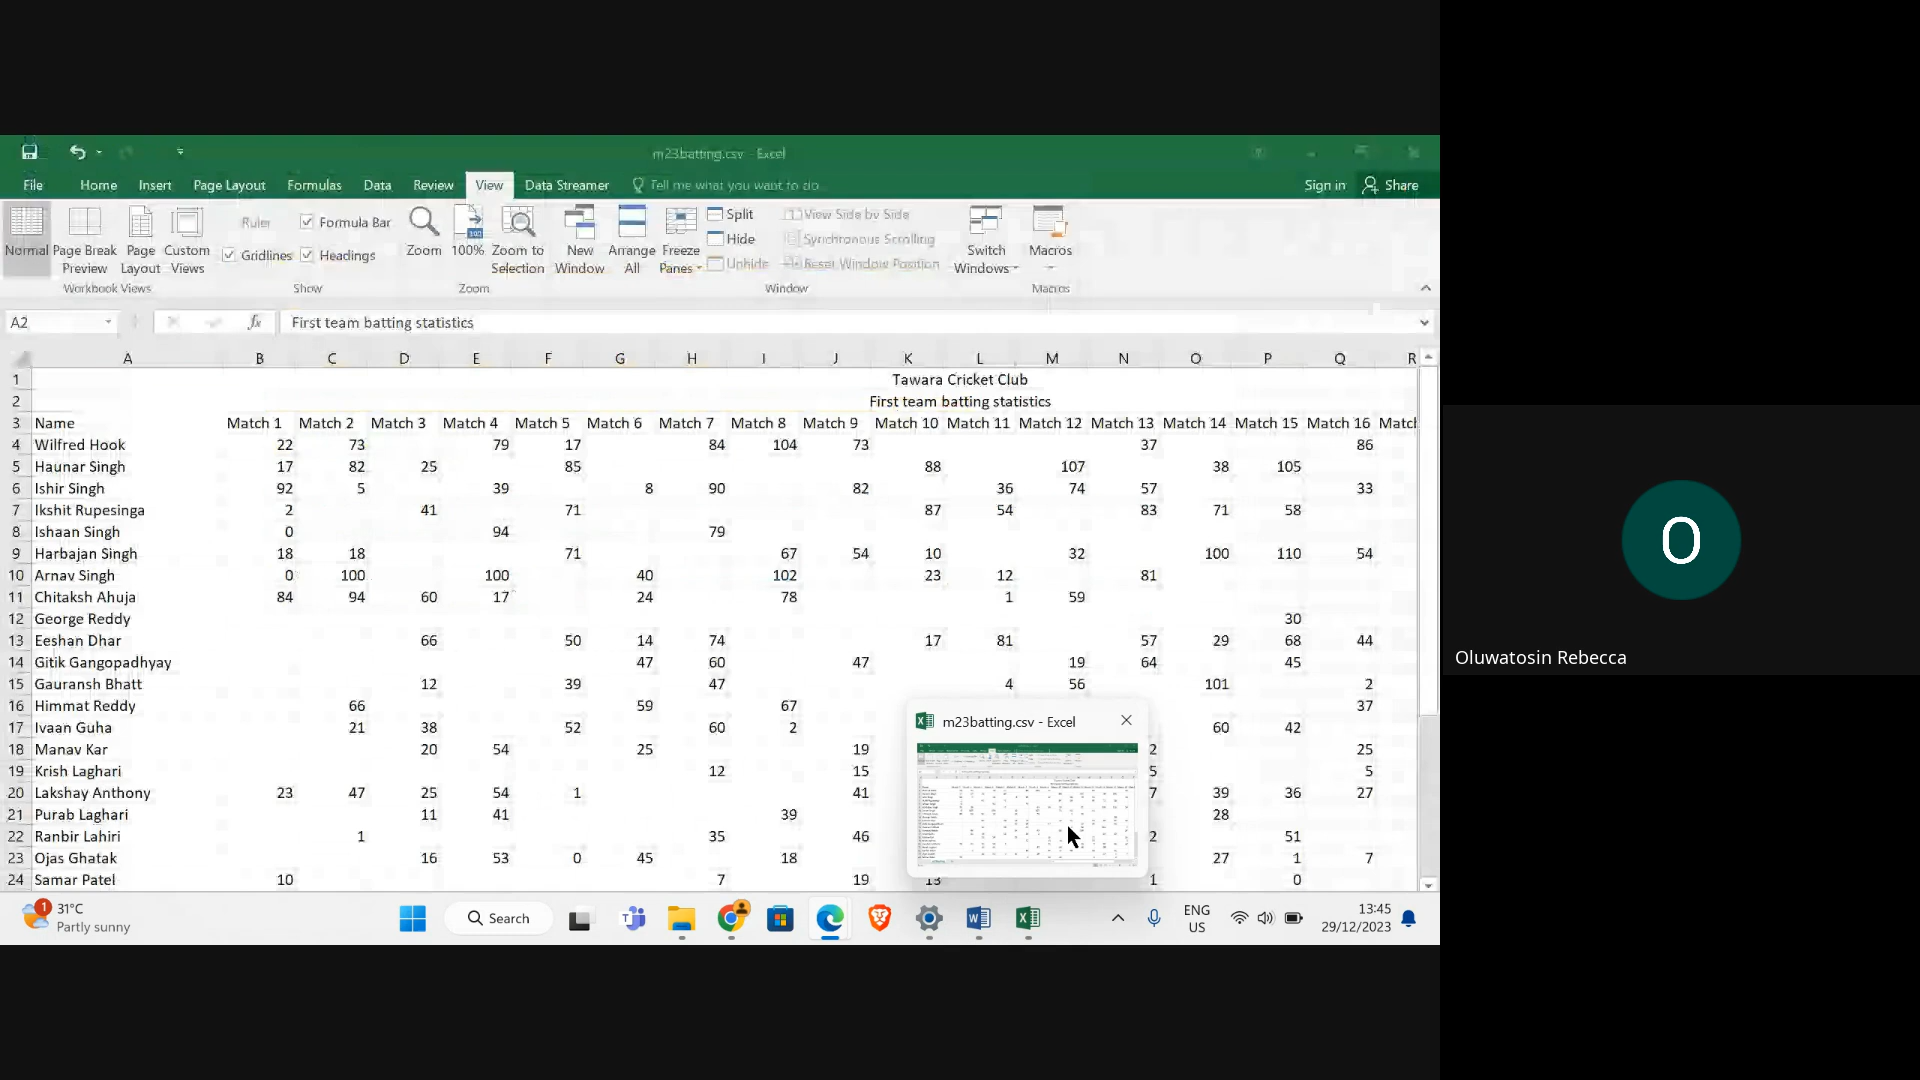 m23batting.csv - Excel
File Home Insert Page Layout Formulas Data Review View Data Streamer Tell me what you want to do Sign in Share
Normal Page Break Preview Page Layout Custom Views
Workbook Views
Ruler Formula Bar
Gridlines Headings
Show
Zoom 100% Zoom to Selection
Zoom
New Window Arrange All Freeze Panes
Split View Side by Side
Hide Synchronous Scrolling
Unhide Reset Window Position
Switch Windows
Window
Macros
Macros
A2 fx First team batting statistics
A B C D E F G H I J K L M N O P Q R
1 Tawara Cricket Club
2 First team batting statistics
3 Name Match 1 Match 2 Match 3 Match 4 Match 5 Match 6 Match 7 Match 8 Match 9 Match 10 Match 11 Match 12 Match 13 Match 14 Match 15 Match 16
4 Wilfred Hook 22 73 79 17 84 104 73 37 86
5 Haunar Singh 17 82 25 85 88 107 38 105
6 Ishir Singh 92 5 39 8 90 82 36 74 57 33
7 Ikshit Rupesinga 2 41 71 87 54 83 71 58
8 Ishaan Singh 0 94 79
9 Harbajan Singh 18 18 71 67 54 10 32 100 110 54
10 Arnav Singh 0 100 100 40 102 23 12 81
11 Chitaksh Ahuja 84 94 60 17 24 78 1 59
12 George Reddy 30
13 Eeshan Dhar 66 50 14 74 17 81 57 29 68 44
14 Gitik Gangopadhyay 47 60 47 19 64 45
15 Gauransh Bhatt 12 39 47 4 56 101 2
16 Himmat Reddy 66 59 67 37
17 Ivaan Guha 21 38 52 60 2 60 42
18 Manav Kar 20 54 25 19 2 25
19 Krish Laghari 12 15 5 5
20 Lakshay Anthony 23 47 25 54 1 41 7 39 36 27
21 Purab Laghari 11 41 39 28
22 Ranbir Lahiri 1 35 46 2 51
23 Ojas Ghatak 16 53 0 45 18 27 1 7
24 Samar Patel 10 7 19 13 1 0
m23batting.csv - Excel
1 31°C
Partly sunny
Search
ENG
US
13:45
29/12/2023
O
Oluwatosin Rebecca